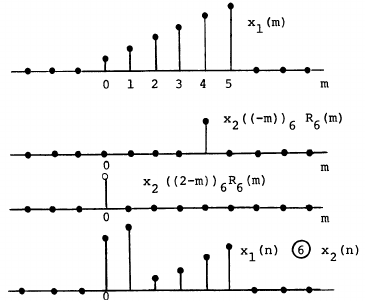 x₁(m)
0 1 2 3 4 5 m
x₂((-m))₆ R₆(m)
0 m
x₂((2-m))₆R₆(m)
0 m
x₁(n) ⑥ x₂(n)
0